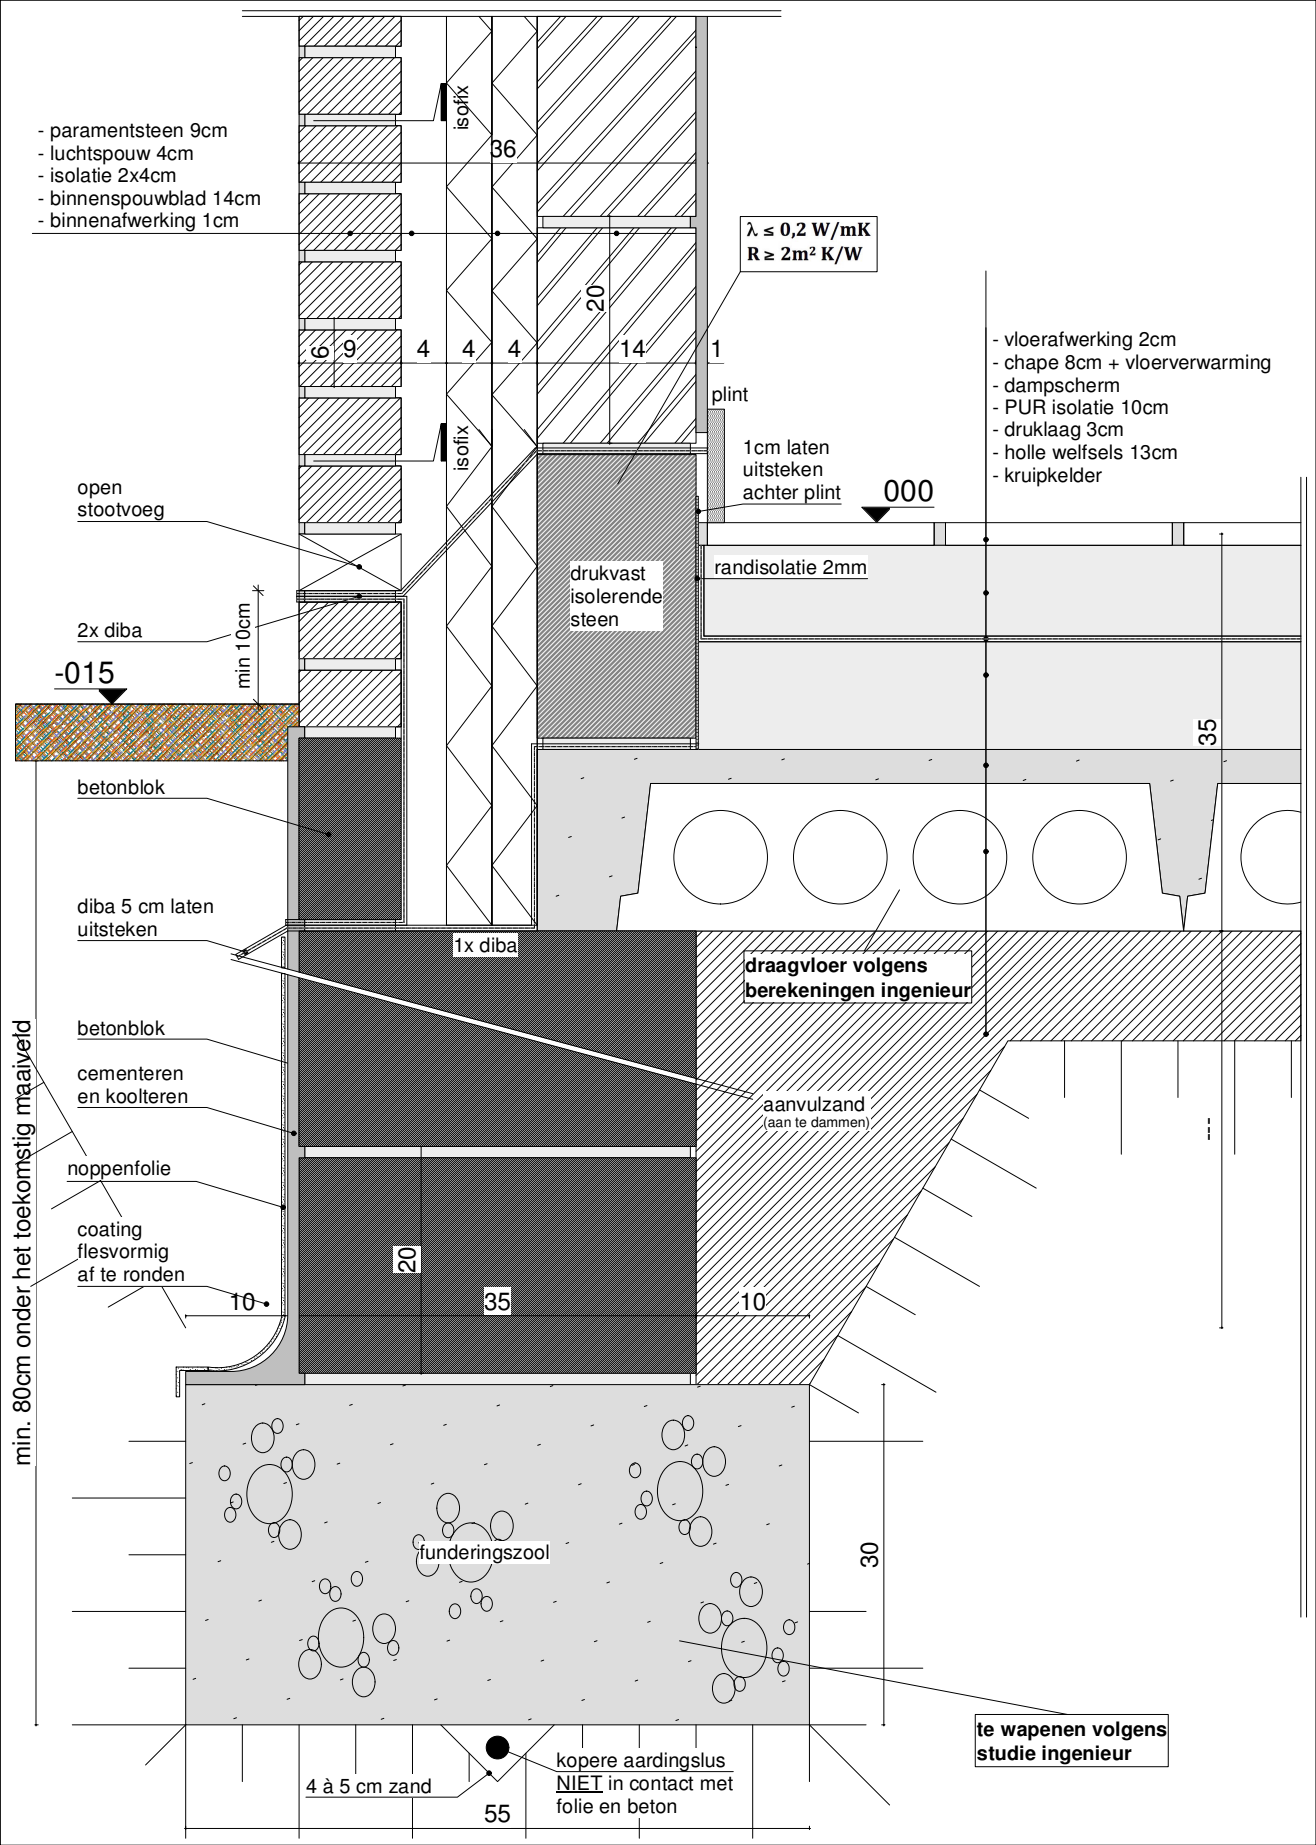 isofix
- paramentsteen 9cm
- luchtspouw 4cm
- isolatie 2x4cm
- binnenspouwblad 14cm
- binnenafwerking 1cm
36
λ ≤ 0,2 W/mK
R ≥ 2m² K/W
20
6
9
4
4
4
14
1
- vloerafwerking 2cm
- chape 8cm + vloerverwarming
- dampscherm
- PUR isolatie 10cm
- druklaag 3cm
- holle welfsels 13cm
- kruipkelder
plint
isofix
1cm laten
uitsteken
achter plint
000
open
stootvoeg
drukvast
isolerende
steen
randisolatie 2mm
2x diba
min 10cm
-015
35
betonblok
diba 5 cm laten
uitsteken
1x diba
draagvloer volgens
berekeningen ingenieur
min. 80cm onder het toekomstig maaiveld
betonblok
cementeren
en koolteren
aanvulzand
(aan te dammen)
noppenfolie
coating
flesvormig
af te ronden
20
10
35
10
funderingszool
30
te wapenen volgens
studie ingenieur
kopere aardingslus
NIET in contact met
folie en beton
4 à 5 cm zand
55